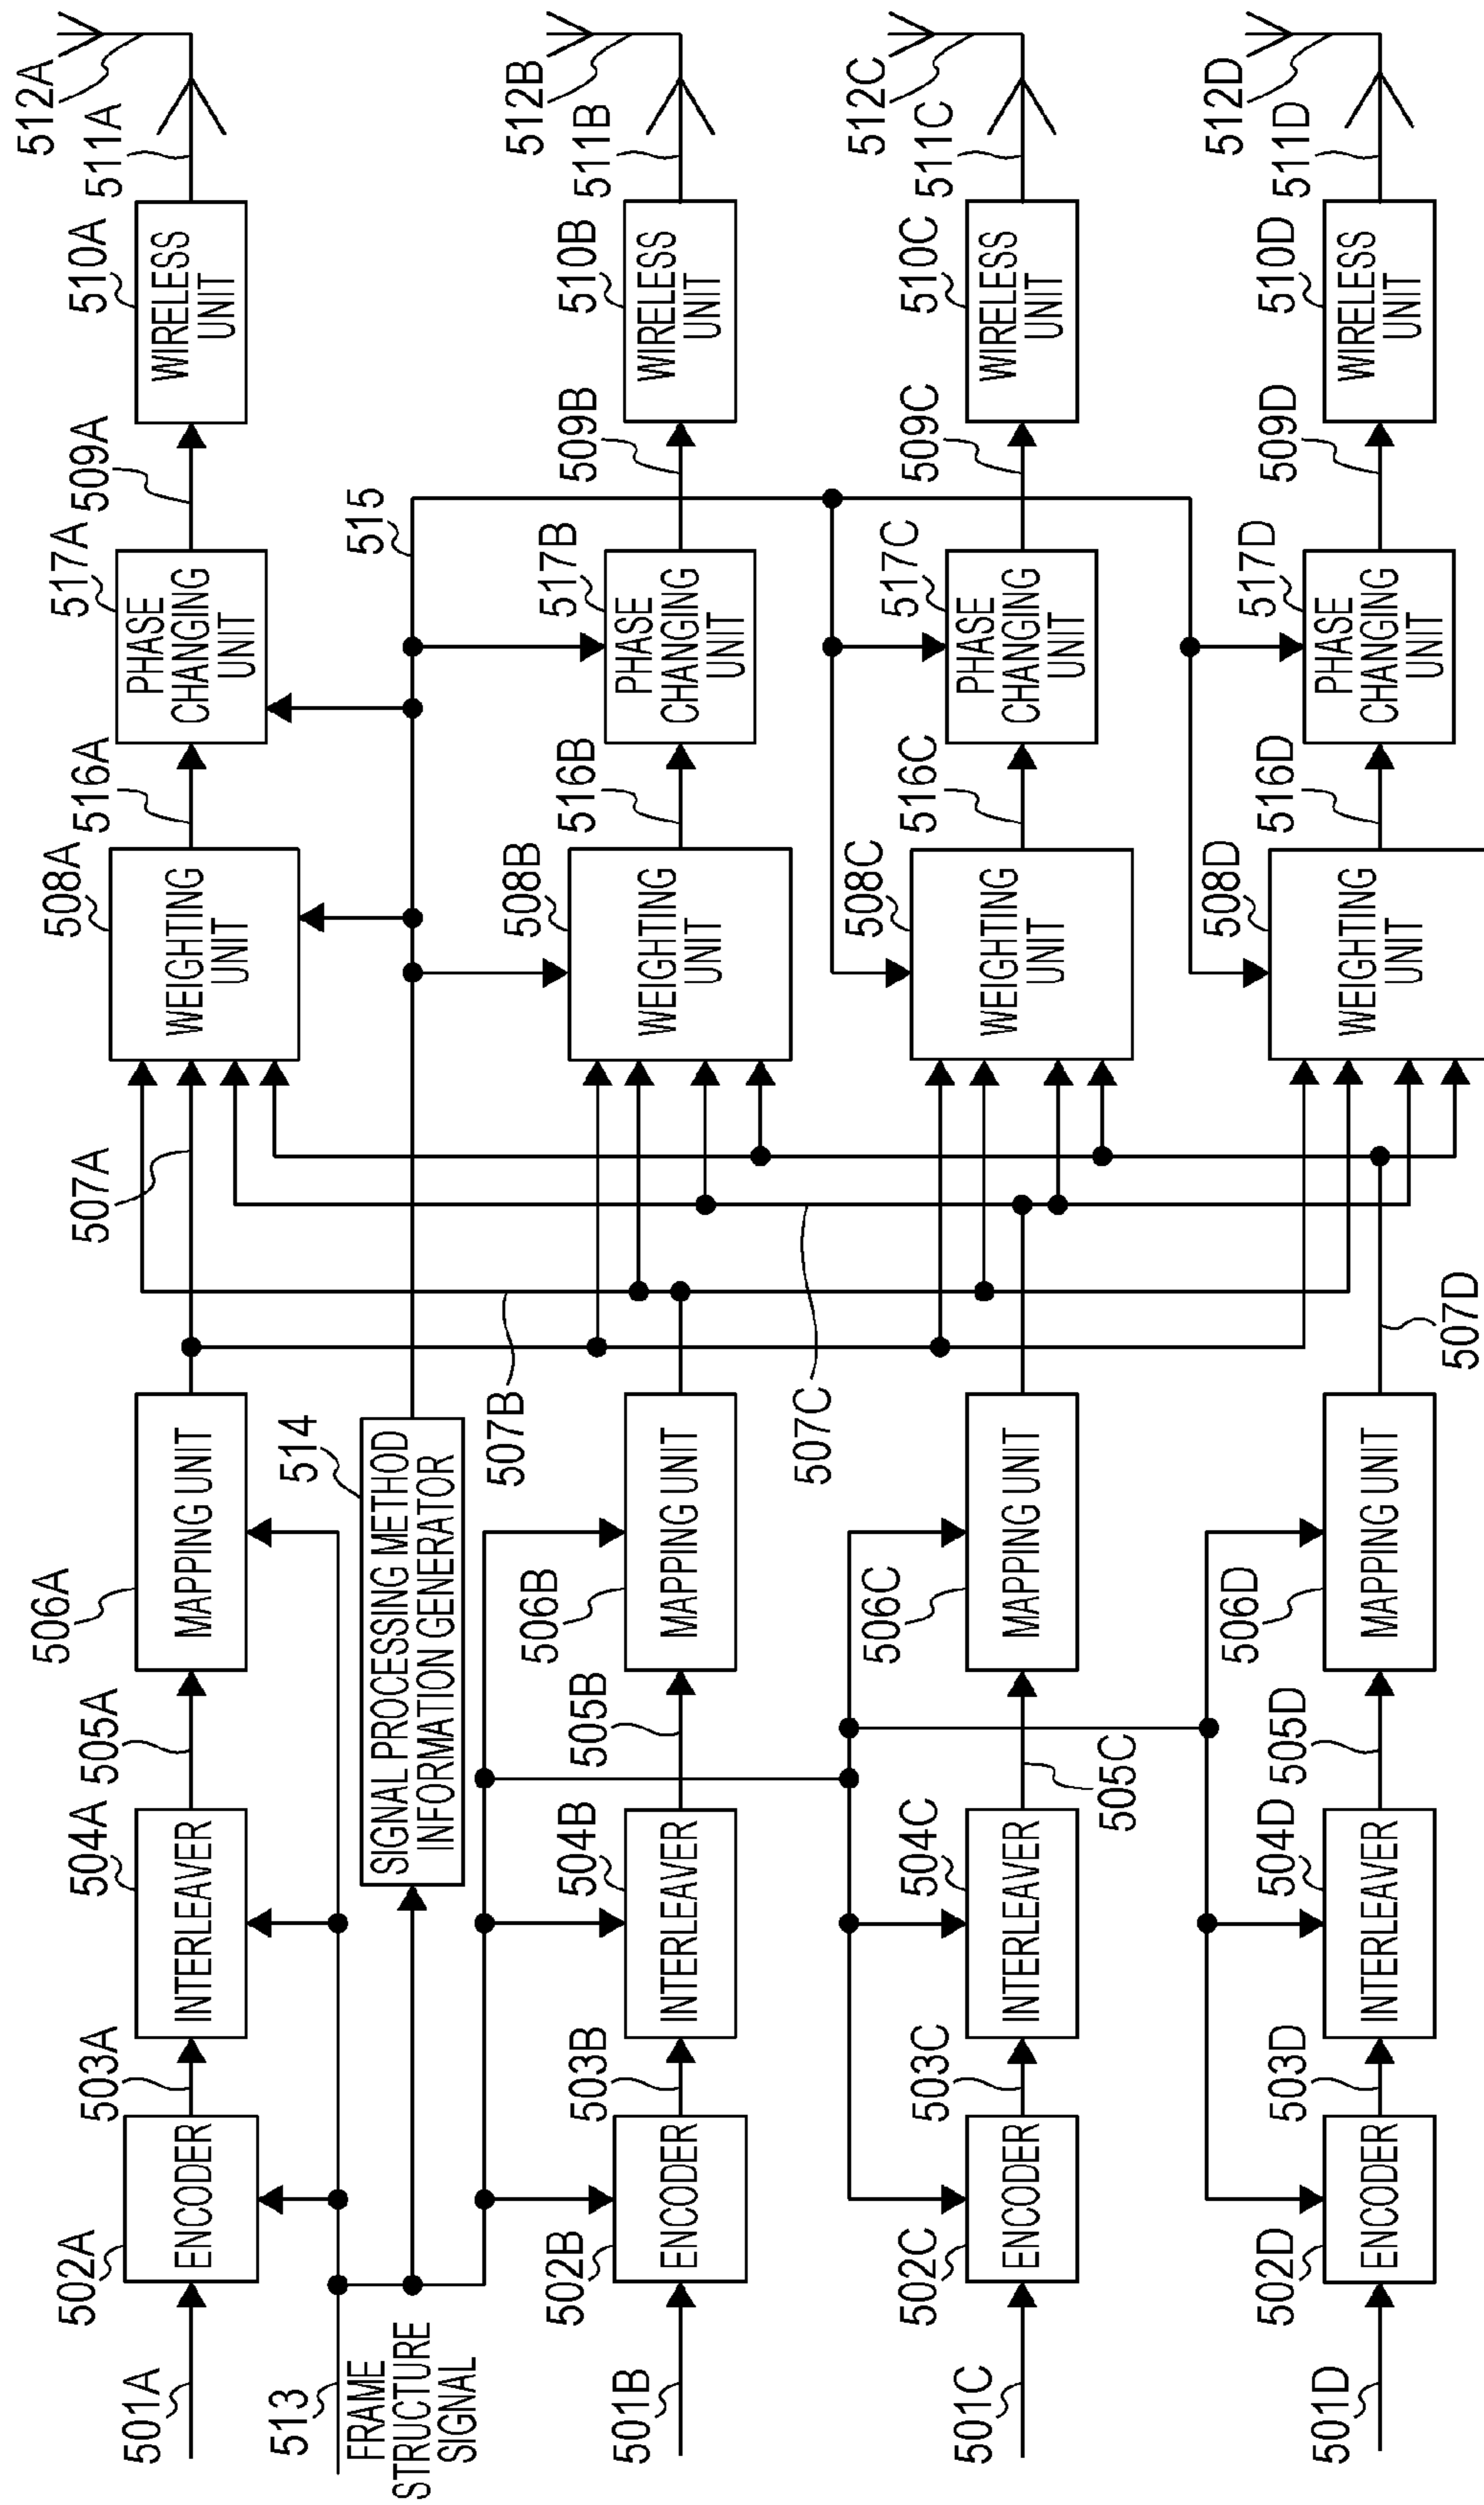 501A
502A
ENCODER
503A
504A
INTERLEAVER
505A
506A
MAPPING UNIT
507A
508A
WEIGHTING
UNIT
516A
517A
PHASE
CHANGING
UNIT
509A
510A
WIRELESS
UNIT
511A
512A
513
FRAME
STRUCTURE
SIGNAL
514
SIGNAL PROCESSING METHOD
INFORMATION GENERATOR
515
501B
502B
ENCODER
503B
504B
INTERLEAVER
505B
506B
MAPPING UNIT
507B
508B
WEIGHTING
UNIT
516B
517B
PHASE
CHANGING
UNIT
509B
510B
WIRELESS
UNIT
511B
512B
501C
502C
ENCODER
503C
504C
INTERLEAVER
505C
506C
MAPPING UNIT
507C
508C
WEIGHTING
UNIT
516C
517C
PHASE
CHANGING
UNIT
509C
510C
WIRELESS
UNIT
511C
512C
501D
502D
ENCODER
503D
504D
INTERLEAVER
505D
506D
MAPPING UNIT
507D
508D
WEIGHTING
UNIT
516D
517D
PHASE
CHANGING
UNIT
509D
510D
WIRELESS
UNIT
511D
512D